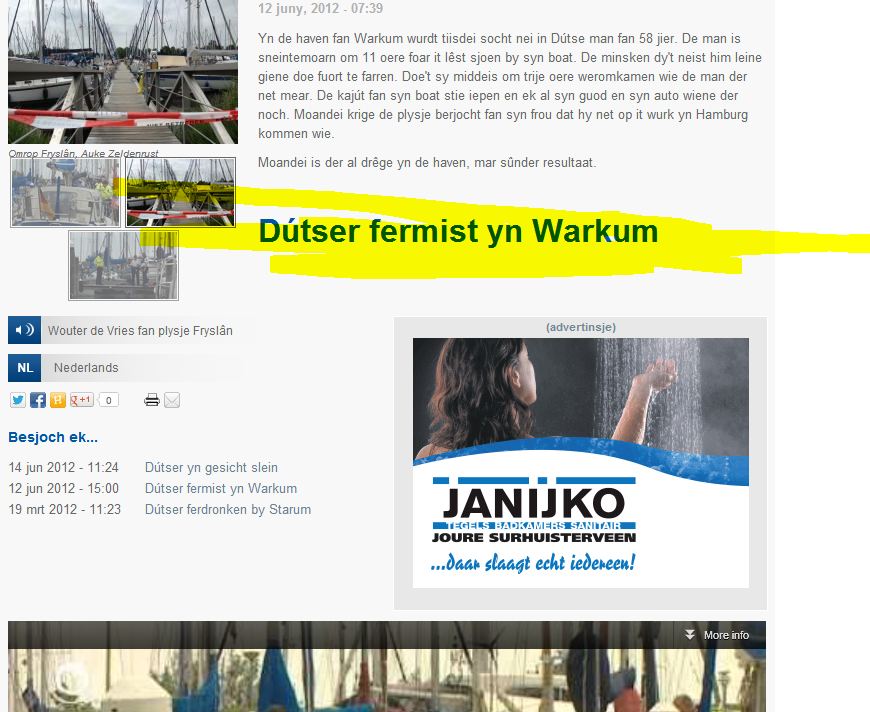 12 juny, 2012 - 07:39
Yn de haven fan Warkum wurdt tiisdei socht nei in Dútse man fan 58 jier. De man is
sneintemoarn om 11 oere foar it lêst sjoen by syn boat. De minsken dy't neist him leine
giene doe fuort te farren. Doe't sy middeis om trije oere weromkamen wie de man der
net mear. De kajút fan syn boat stie iepen en ek al syn guod en syn auto wiene der
noch. Moandei krige de plysje berjocht fan syn frou dat hy net op it wurk yn Hamburg
kommen wie.
Omrop Fryslân, Auke Zeldenrust
Moandei is der al drêge yn de haven, mar sûnder resultaat.
Dútser fermist yn Warkum
Wouter de Vries fan plysje Fryslân
NL Nederlands
g +1 0
Besjoch ek...
14 jun 2012 - 11:24 Dútser yn gesicht slein
12 jun 2012 - 15:00 Dútser fermist yn Warkum
19 mrt 2012 - 11:23 Dútser ferdronken by Starum
(advertinsje)
JANIJKO
TEGELS BADKAMERS SANITAIR
JOURE SURHUISTERVEEN
...daar slaagt echt iedereen!
More info